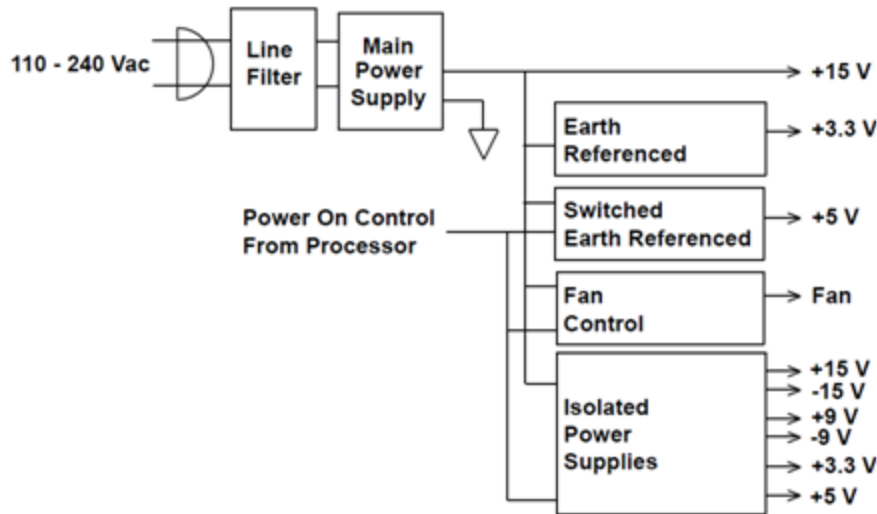 110 - 240 Vac
Line
Filter
Main
Power
Supply
+15 V
Earth
Referenced
+3.3 V
Power On Control
From Processor
Switched
Earth Referenced
+5 V
Fan
Control
Fan
Isolated
Power
Supplies
+15 V
-15 V
+9 V
-9 V
+3.3 V
+5 V